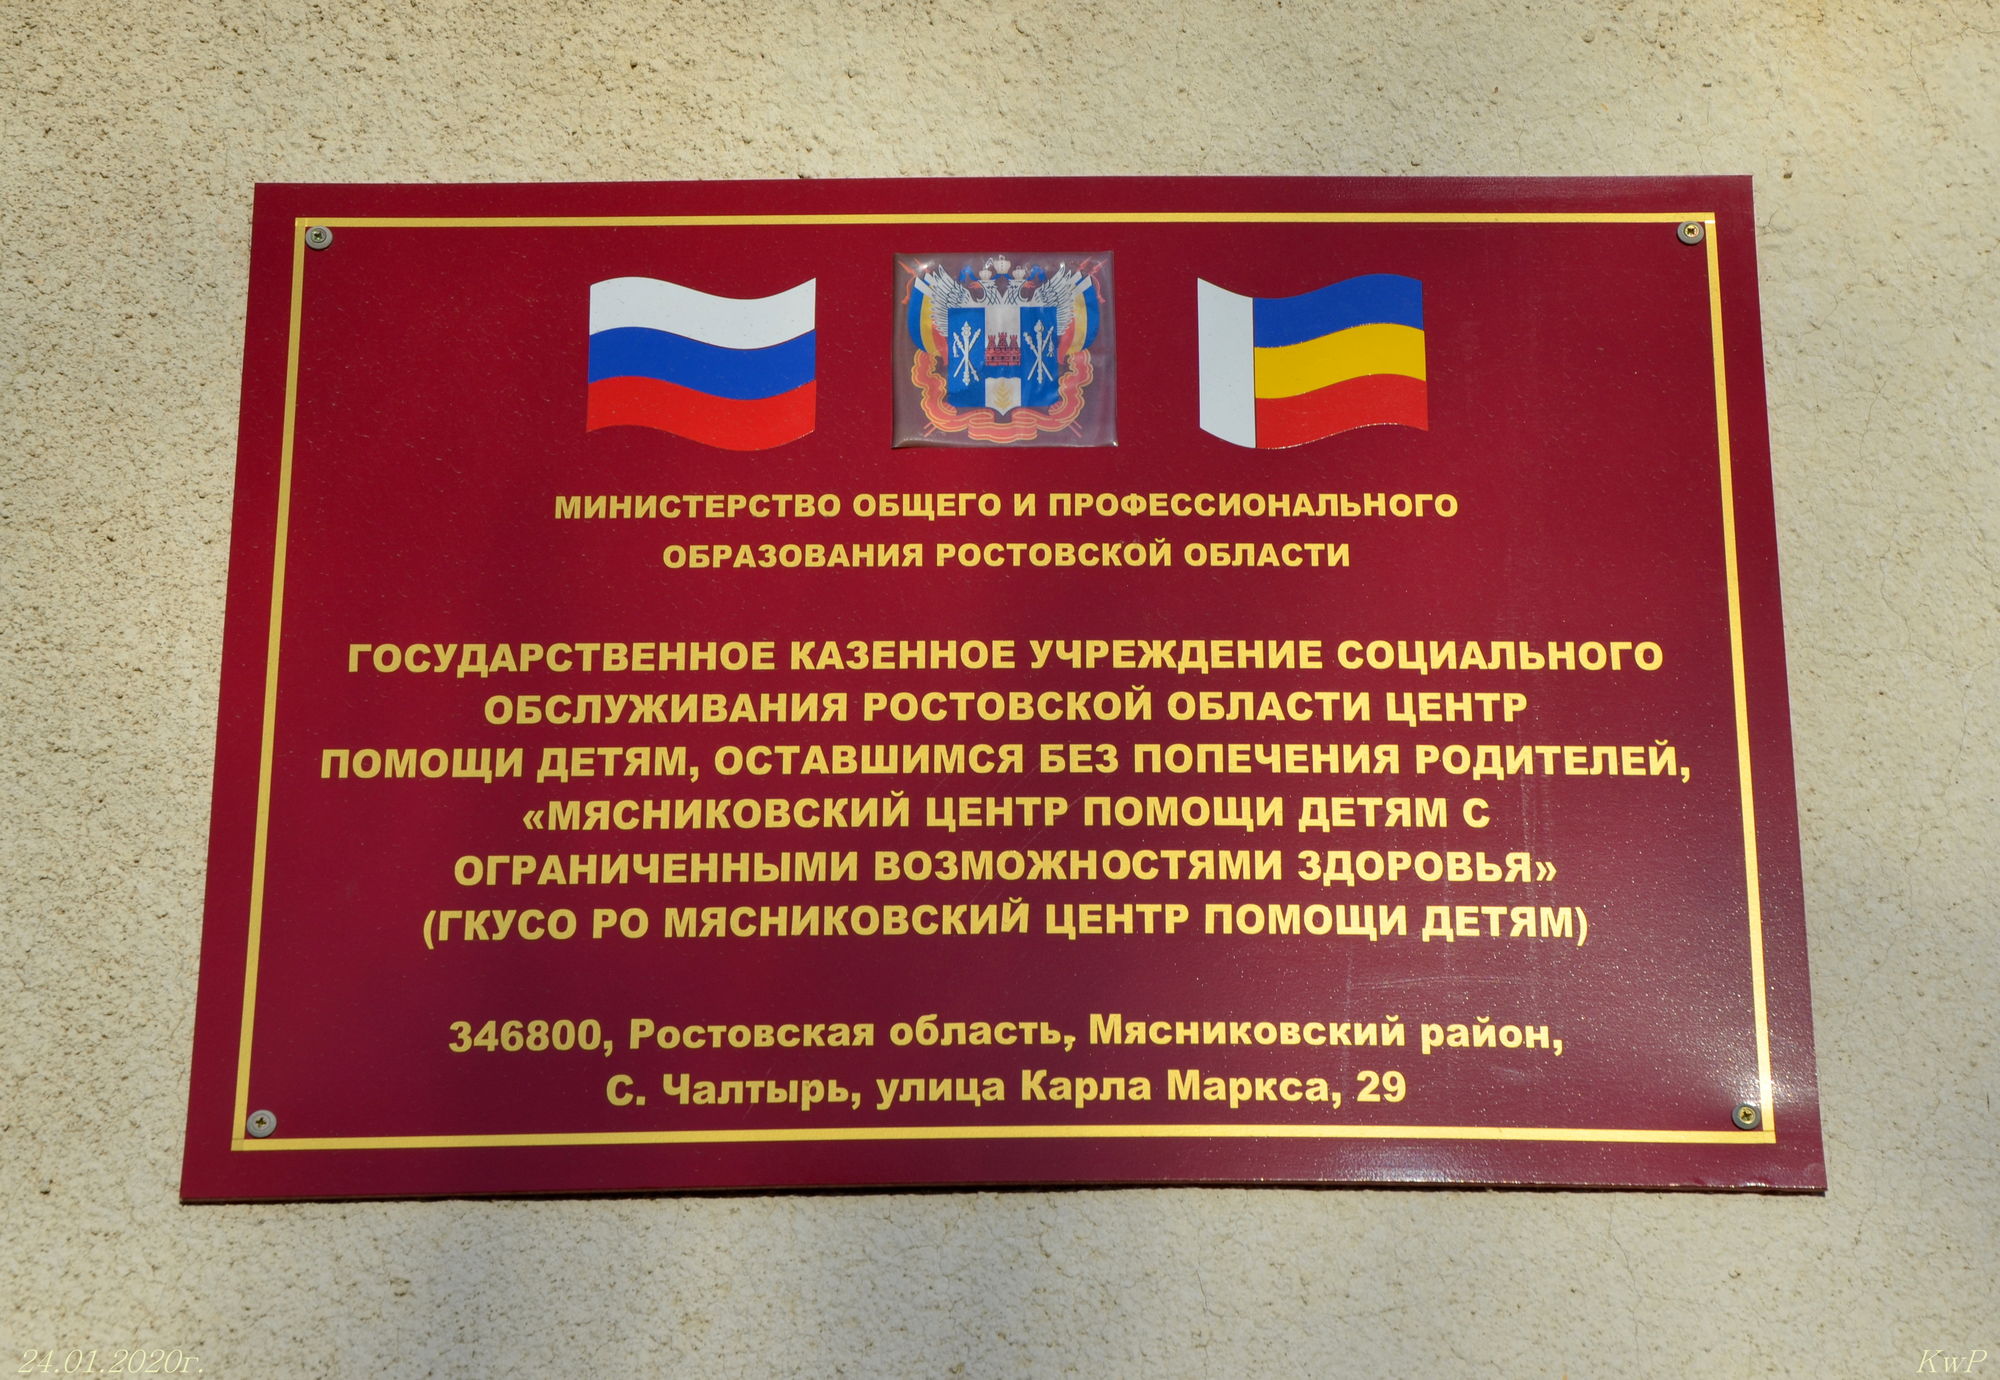 МИНИСТЕРСТВО ОБЩЕГО И ПРОФЕССИОНАЛЬНОГО
ОБРАЗОВАНИЯ РОСТОВСКОЙ ОБЛАСТИ
ГОСУДАРСТВЕННОЕ КАЗЕННОЕ УЧРЕЖДЕНИЕ СОЦИАЛЬНОГО
ОБСЛУЖИВАНИЯ РОСТОВСКОЙ ОБЛАСТИ ЦЕНТР
ПОМОЩИ ДЕТЯМ, ОСТАВШИМСЯ БЕЗ ПОПЕЧЕНИЯ РОДИТЕЛЕЙ,
«МЯСНИКОВСКИЙ ЦЕНТР ПОМОЩИ ДЕТЯМ С
ОГРАНИЧЕННЫМИ ВОЗМОЖНОСТЯМИ ЗДОРОВЬЯ»
(ГКУСО РО МЯСНИКОВСКИЙ ЦЕНТР ПОМОЩИ ДЕТЯМ)
346800, Ростовская область, Мясниковский район,
С. Чалтырь, улица Карла Маркса, 29
24.01.2020г.
KwP